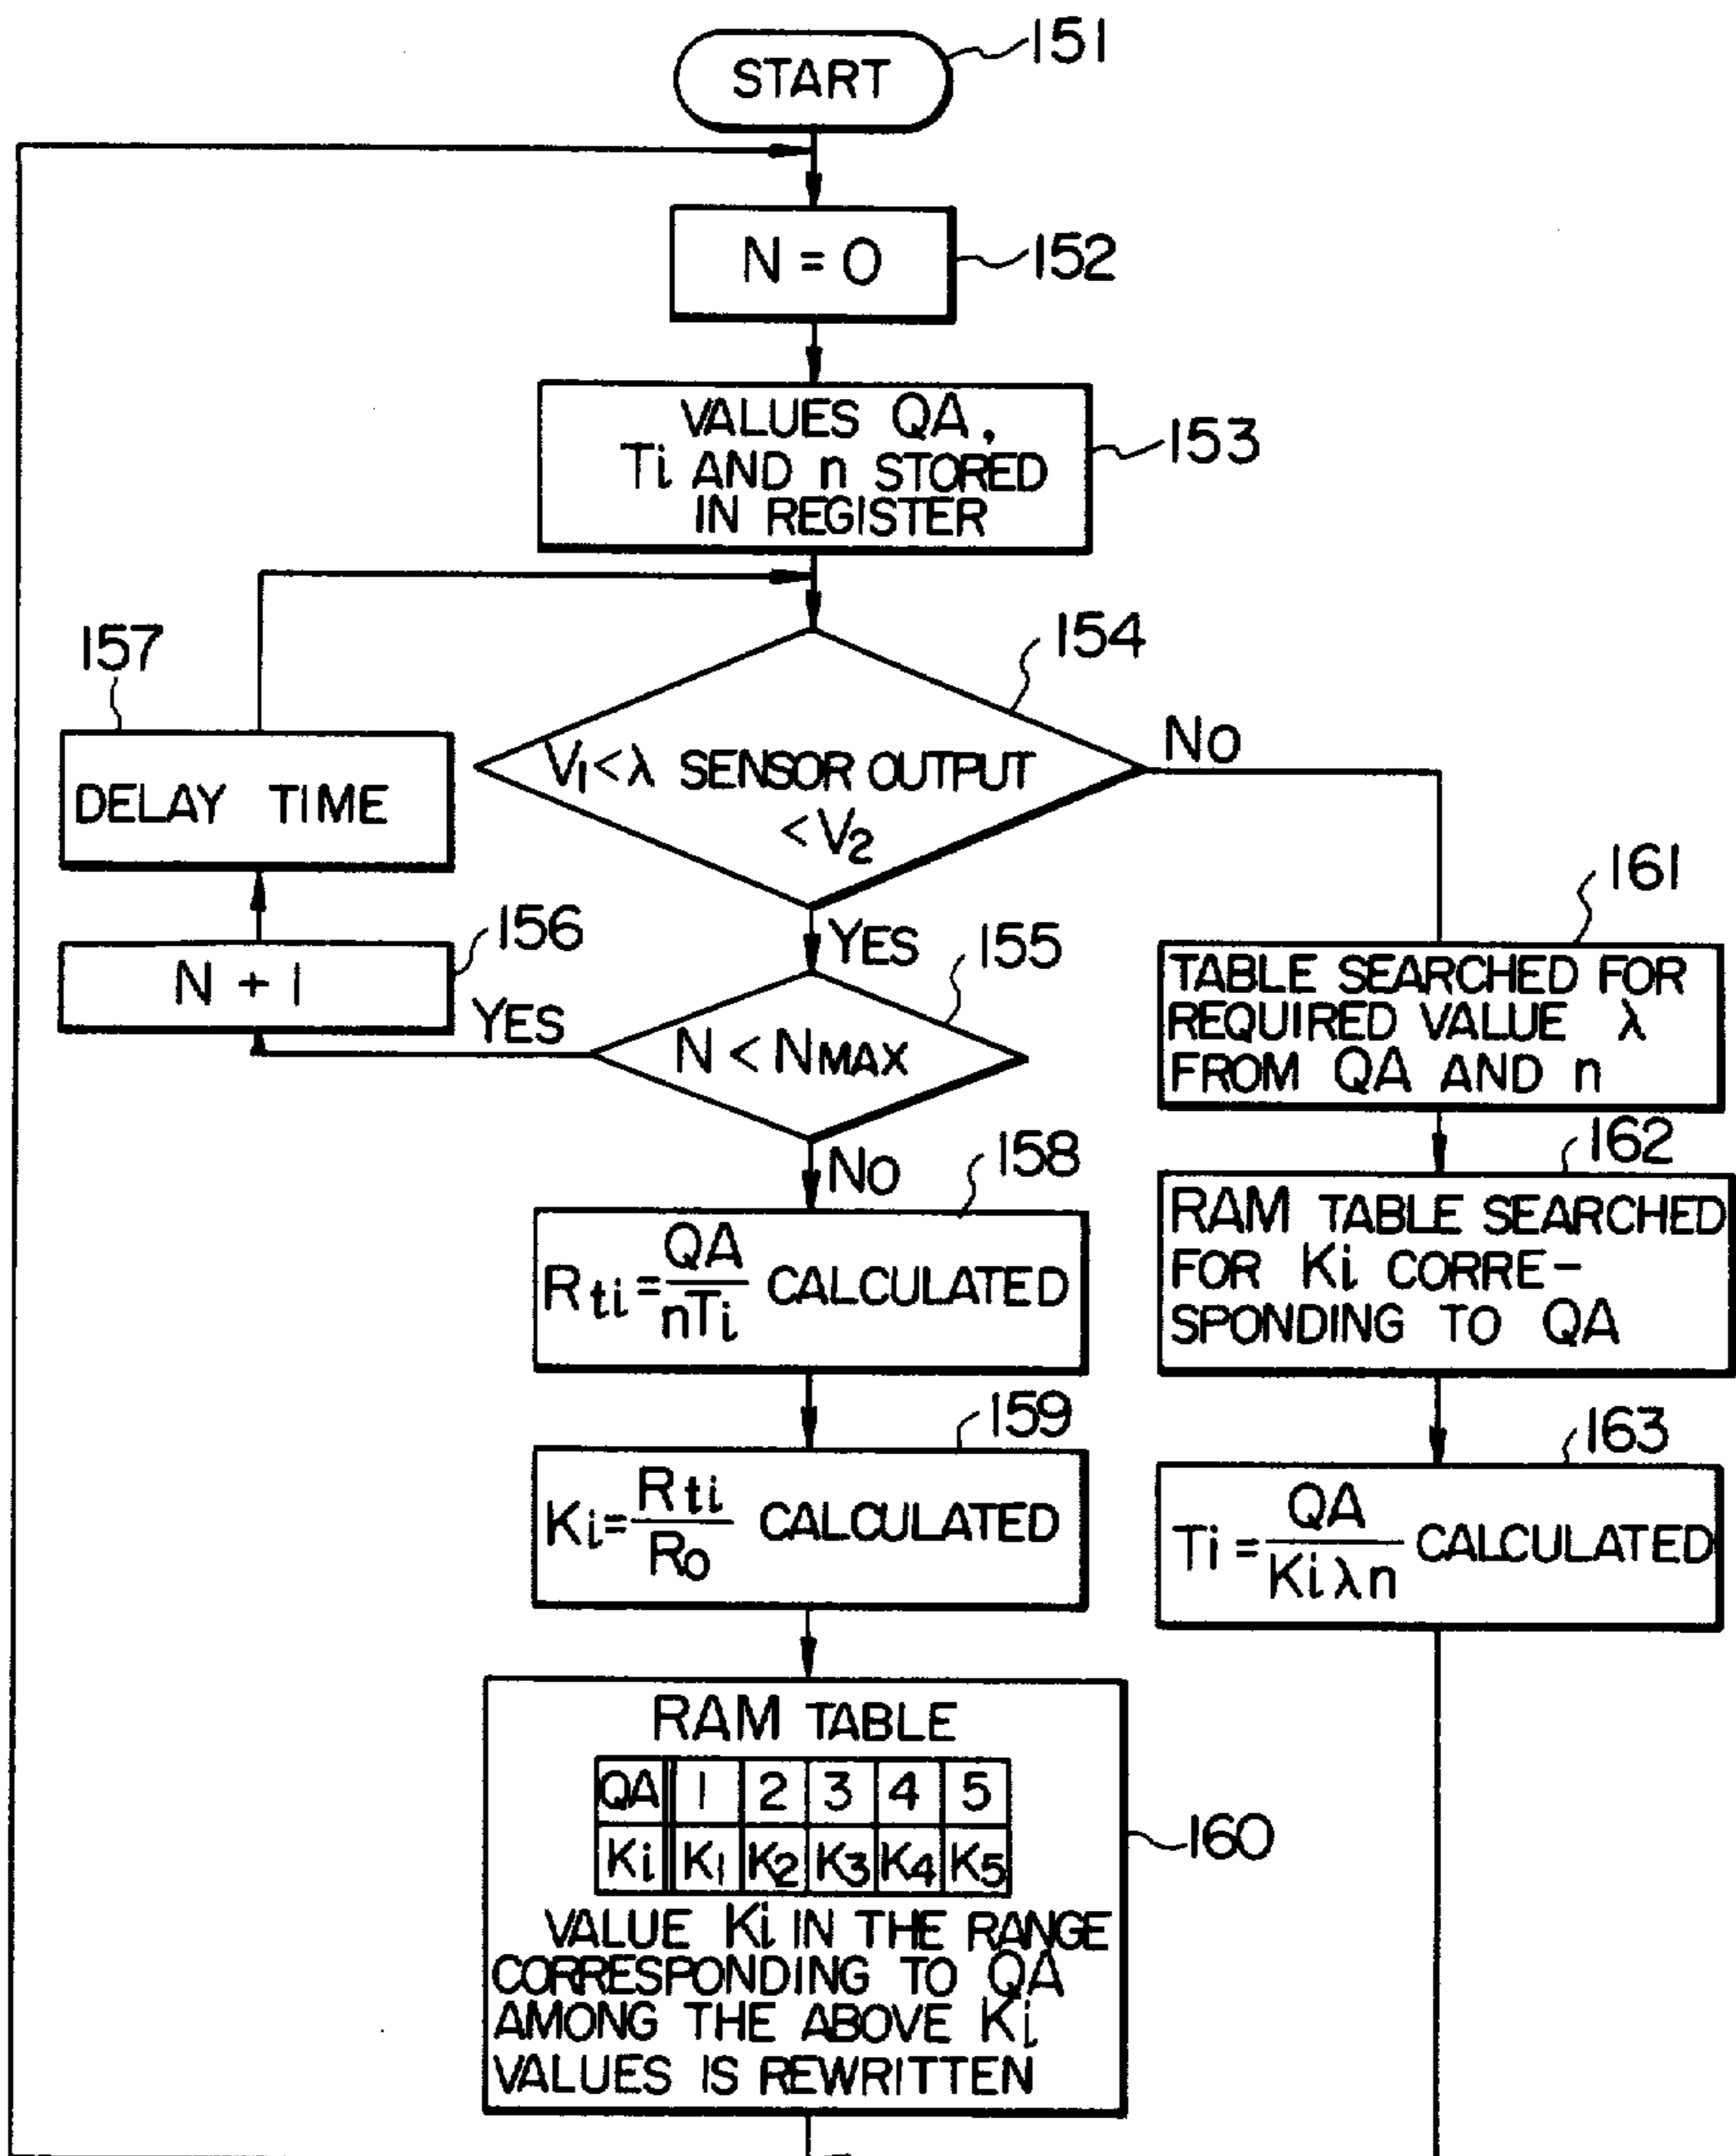 START
151
N = 0
152
VALUES QA,
Ti AND n STORED
IN REGISTER
153
154
V1 < λ SENSOR OUTPUT
< V2
No
YES
157
DELAY TIME
156
N + 1
155
N < NMAX
YES
No
158
Rti = QA/nTi CALCULATED
159
Ki = Rti/Ro CALCULATED
RAM TABLE
QA 1 2 3 4 5
Ki K1 K2 K3 K4 K5
VALUE Ki IN THE RANGE
CORRESPONDING TO QA
AMONG THE ABOVE Ki
VALUES IS REWRITTEN
160
161
TABLE SEARCHED FOR
REQUIRED VALUE λ
FROM QA AND n
162
RAM TABLE SEARCHED
FOR Ki CORRE-
SPONDING TO QA
163
Ti = QA/Ki λ n CALCULATED